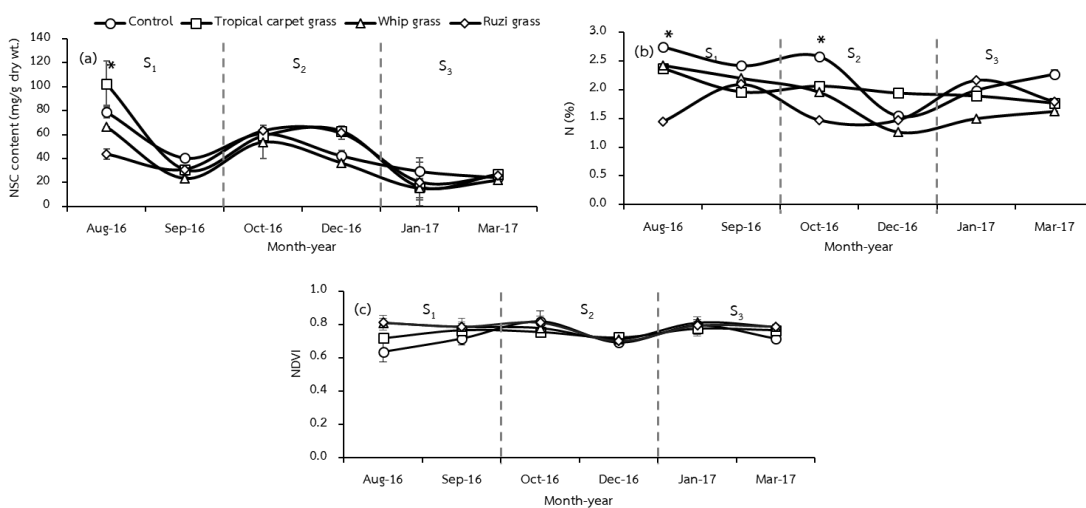 Control Tropical carpet grass Whip grass Ruzi grass
(a) * S1 S2 S3
NSC content (mg/g dry wt.)
140
120
100
80
60
40
20
0
Aug-16 Sep-16 Oct-16 Dec-16 Jan-17 Mar-17
Month-year
(b) * S1 * S2 S3
N (%)
3.0
2.5
2.0
1.5
1.0
0.5
0.0
Aug-16 Sep-16 Oct-16 Dec-16 Jan-17 Mar-17
Month-year
(c) S1 S2 S3
NDVI
1.0
0.8
0.6
0.4
0.2
0.0
Aug-16 Sep-16 Oct-16 Dec-16 Jan-17 Mar-17
Month-year